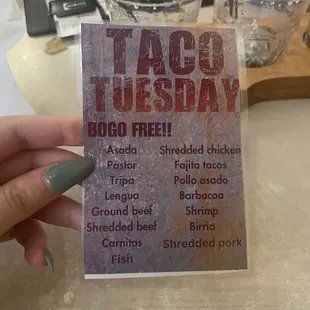 TACO
TUESDAY
BOGO FREE!!
Asada
Pastor
Tripa
Lengua
Ground beef
Shredded beef
Carnitas
Fish
Shredded chicken
Fajita tacos
Pollo asado
Barbacoa
Shrimp
Birria
Shredded pork